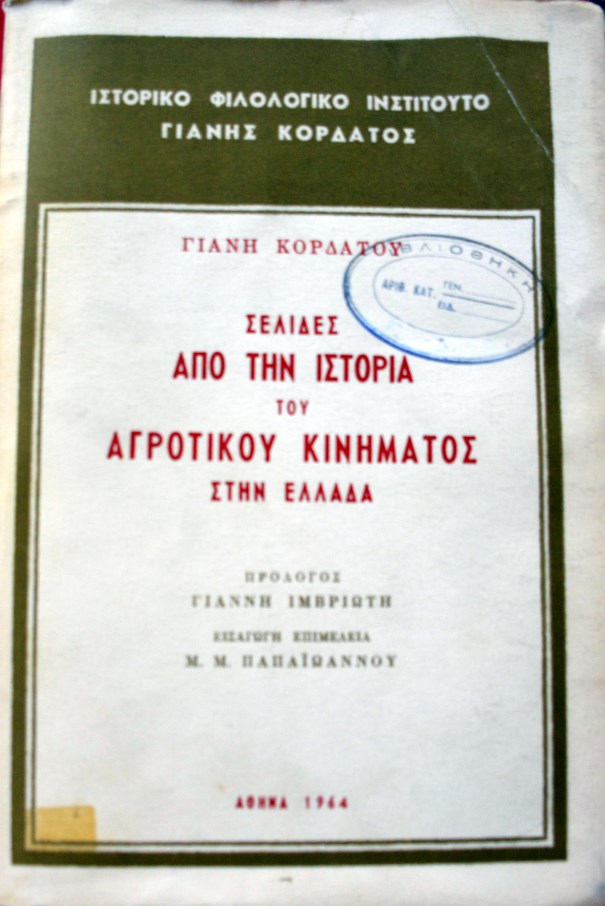 ΙΣΤΟΡΙΚΟ ΦΙΛΟΛΟΓΙΚΟ ΙΝΣΤΙΤΟΥΤΟ
ΓΙΑΝΗΣ ΚΟΡΔΑΤΟΣ
ΓΙΑΝΗ ΚΟΡΔΑΤΟΥ
ΒΙΒΛΙΟΘΗΚΗ
ΑΡΙΘ. ΚΑΤ. ΓΕΝ.
ΕΙΔ.
ΣΕΛΙΔΕΣ
ΑΠΟ ΤΗΝ ΙΣΤΟΡΙΑ
ΤΟΥ
ΑΓΡΟΤΙΚΟΥ ΚΙΝΗΜΑΤΟΣ
ΣΤΗΝ ΕΛΛΑΔΑ
ΠΡΟΛΟΓΟΣ
ΓΙΑΝΝΗ ΙΜΒΡΙΩΤΗ
ΕΙΣΑΓΩΓΗ ΕΠΙΜΕΛΕΙΑ
Μ. Μ. ΠΑΠΑΪΩΑΝΝΟΥ
ΑΘΗΝΑ 1964